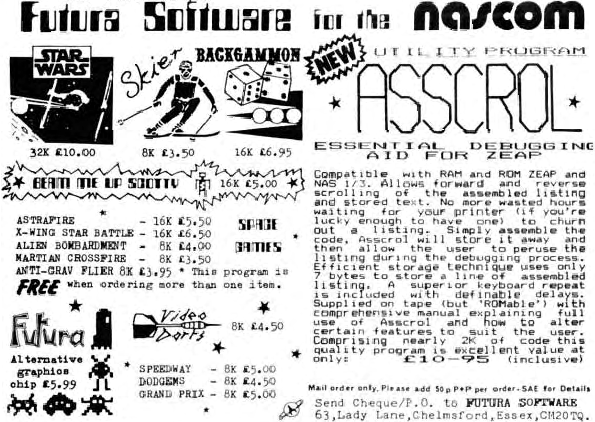 Futura Software for the nascom
STAR
WARS
Skier
BACKGAMMON
32K £10.00
8K £3.50
16K £6.95
★ BEAM ME UP SCOTTY 16K £5.00 ★
ASTRAFIRE - 16K £5.50
X-WING STAR BATTLE - 16K £6.50
ALIEN BOMBARDMENT - 8K £4.00
MARTIAN CROSSFIRE - 8K £3.50
ANTI-GRAV FLIER 8K £3.95 * This program is
FREE when ordering more than one item.
SPACE
GAMES
Futura
Alternative
graphics
chip £5.99
Video
Darts
8K £4.50
SPEEDWAY - 8K £5.00
DODGEMS - 8K £4.50
GRAND PRIX - 8K £5.00
NEW
UTILITY PROGRAM
ASSCROL
ESSENTIAL DEBUGGING
AID FOR ZEAP
Compatible with RAM and ROM ZEAP and
NAS 1/3. Allows forward and reverse
scrolling of the assembled listing
and stored text. No more wasted hours
waiting for your printer (if you're
lucky enough to have one) to churn
out a listing. Simply assemble the
code, Asscrol will store it away and
then allow the user to peruse the
listing during the debugging process.
Efficient storage technique uses only
7 bytes to store a line of assembled
listing. A superior keyboard repeat
is included with definable delays.
Supplied on tape (but 'ROMable') with
comprehensive manual explaining full
use of Asscrol and how to alter
certain features to suit the user.
Comprising nearly 2K of code this
quality program is excellent value at
only: £10-95 (inclusive)
Mail order only, Please add 50p P+P per order-SAE for Details
Send Cheque/P.O. to FUTURA SOFTWARE
63,Lady Lane,Chelmsford,Essex,CM20TQ.